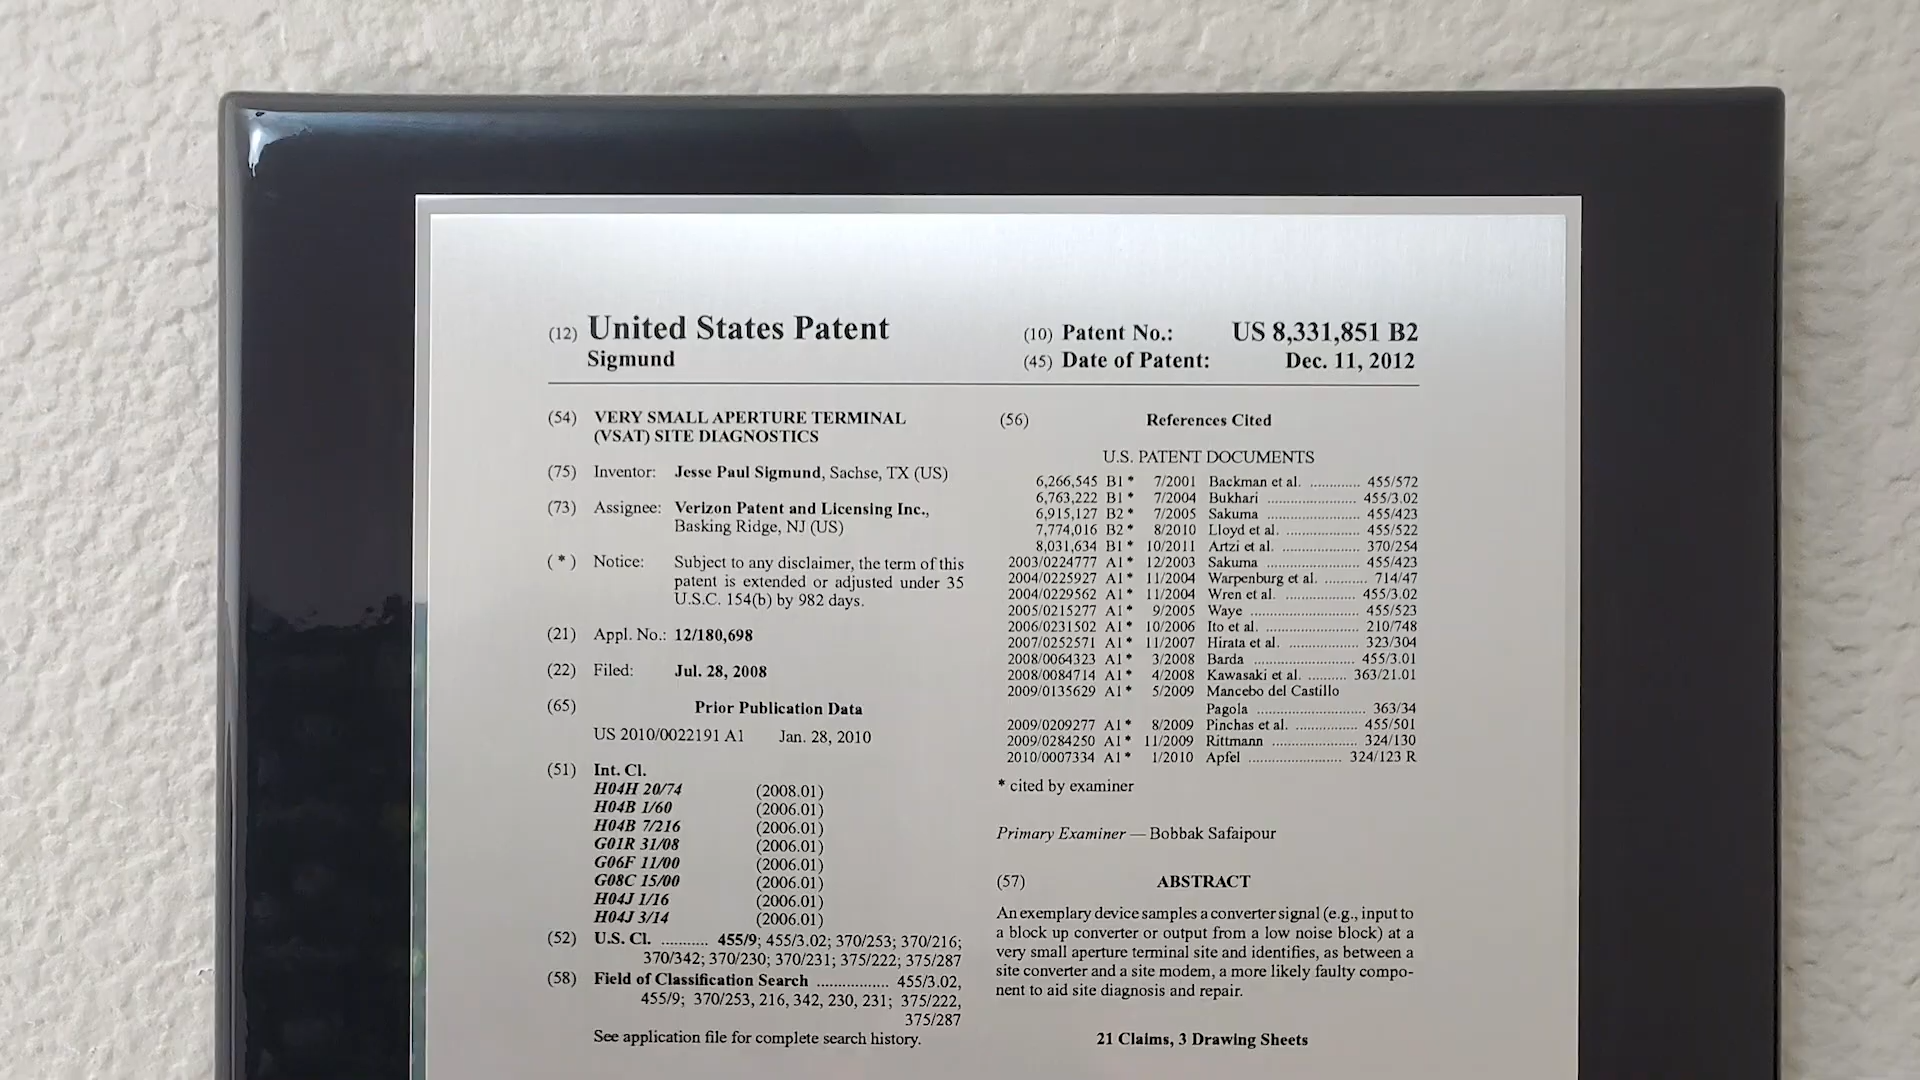 (12) United States Patent
Sigmund
(10) Patent No.: US 8,331,851 B2
(45) Date of Patent: Dec. 11, 2012
(54) VERY SMALL APERTURE TERMINAL
(VSAT) SITE DIAGNOSTICS
(75) Inventor: Jesse Paul Sigmund, Sachse, TX (US)
(73) Assignee: Verizon Patent and Licensing Inc.,
Basking Ridge, NJ (US)
( * ) Notice: Subject to any disclaimer, the term of this
patent is extended or adjusted under 35
U.S.C. 154(b) by 982 days.
(21) Appl. No.: 12/180,698
(22) Filed: Jul. 28, 2008
(65) Prior Publication Data
US 2010/0022191 A1 Jan. 28, 2010
(51) Int. Cl.
H04H 20/74 (2008.01)
H04B 1/60 (2006.01)
H04B 7/216 (2006.01)
G01R 31/08 (2006.01)
G06F 11/00 (2006.01)
G08C 15/00 (2006.01)
H04J 1/16 (2006.01)
H04J 3/14 (2006.01)
(52) U.S. Cl. ........... 455/9; 455/3.02; 370/253; 370/216;
370/342; 370/230; 370/231; 375/222; 375/287
(58) Field of Classification Search ................. 455/3.02,
455/9; 370/253, 216, 342, 230, 231; 375/222,
375/287
See application file for complete search history.
(56) References Cited
U.S. PATENT DOCUMENTS
6,266,545 B1 * 7/2001 Backman et al. ............ 455/572
6,763,222 B1 * 7/2004 Bukhari ...................... 455/3.02
6,915,127 B2 * 7/2005 Sakuma ........................ 455/423
7,774,016 B2 * 8/2010 Lloyd et al. ................... 455/522
8,031,634 B1 * 10/2011 Artzi et al. ................... 370/254
2003/0224777 A1 * 12/2003 Sakuma ........................ 455/423
2004/0225927 A1 * 11/2004 Warpenburg et al. .......... 714/47
2004/0229562 A1 * 11/2004 Wren et al. .................... 455/3.02
2005/0215277 A1 * 9/2005 Waye ........................... 455/523
2006/0231502 A1 * 10/2006 Ito et al. ....................... 210/748
2007/0252571 A1 * 11/2007 Hirata et al. ................. 323/304
2008/0064323 A1 * 3/2008 Barda ......................... 455/3.01
2008/0084714 A1 * 4/2008 Kawasaki et al. .......... 363/21.01
2009/0135629 A1 * 5/2009 Mancebo del Castillo
Pagola ......................... 363/34
2009/0209277 A1 * 8/2009 Pinchas et al. ................ 455/501
2009/0284250 A1 * 11/2009 Rittmann ..................... 324/130
2010/0007334 A1 * 1/2010 Apfel ....................... 324/123 R
* cited by examiner
Primary Examiner — Bobbak Safaipour
(57) ABSTRACT
An exemplary device samples a converter signal (e.g., input to
a block up converter or output from a low noise block) at a
very small aperture terminal site and identifies, as between a
site converter and a site modem, a more likely faulty compo-
nent to aid site diagnosis and repair.
21 Claims, 3 Drawing Sheets